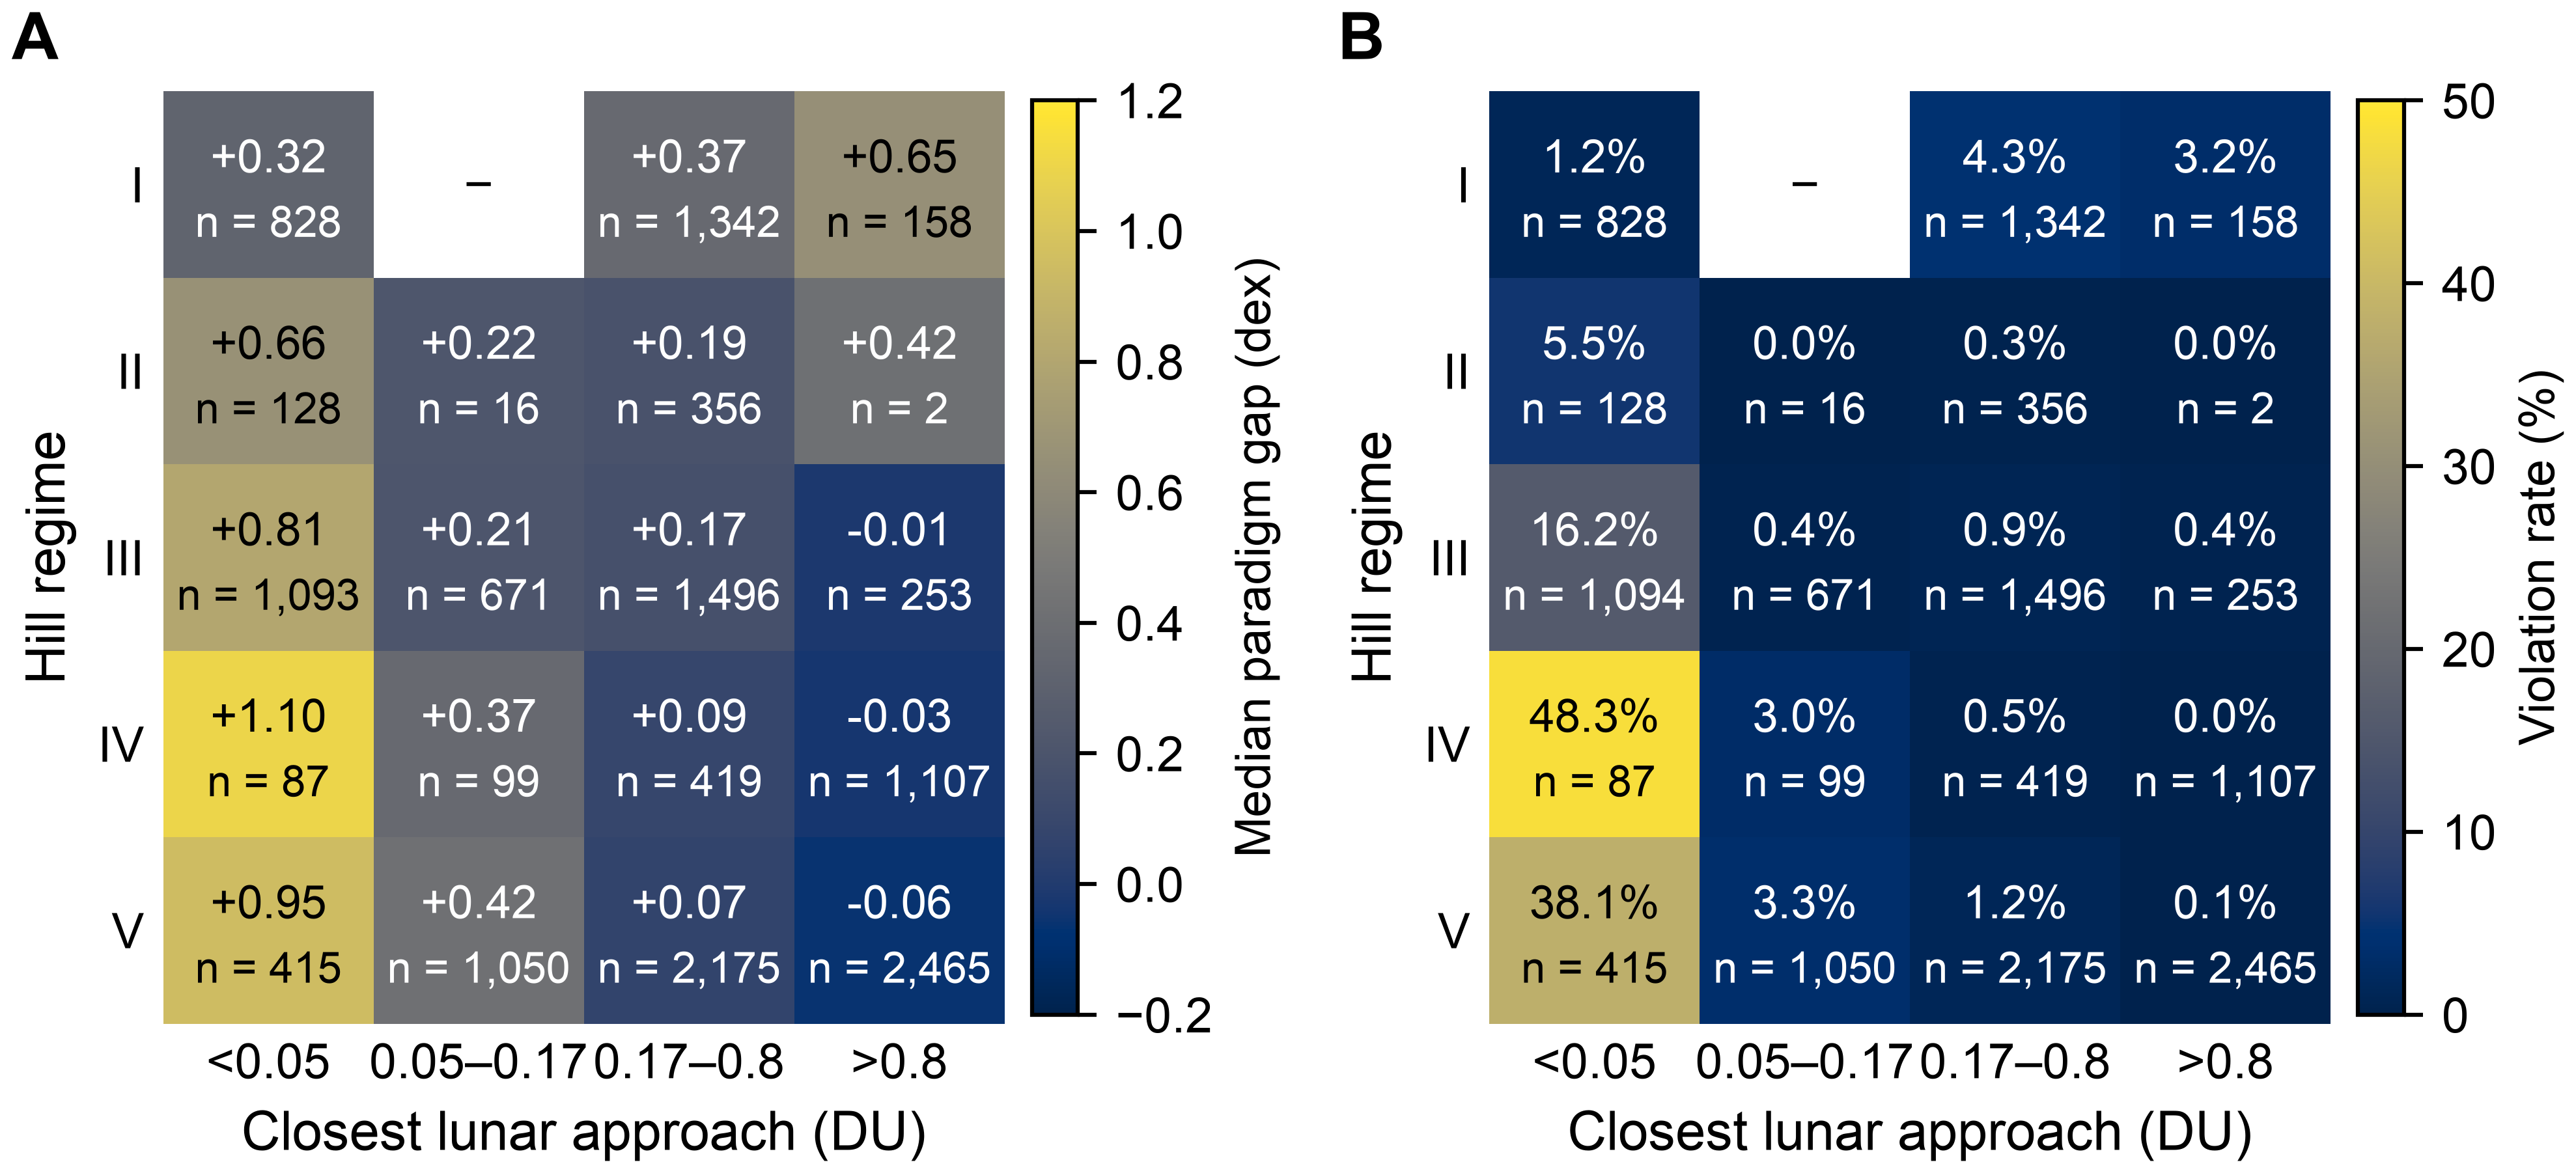 A
I
II
III
IV
V
Hill regime
+0.32
n = 828
–
+0.37
n = 1,342
+0.65
n = 158
+0.66
n = 128
+0.22
n = 16
+0.19
n = 356
+0.42
n = 2
+0.81
n = 1,093
+0.21
n = 671
+0.17
n = 1,496
-0.01
n = 253
+1.10
n = 87
+0.37
n = 99
+0.09
n = 419
-0.03
n = 1,107
+0.95
n = 415
+0.42
n = 1,050
+0.07
n = 2,175
-0.06
n = 2,465
<0.05
0.05–0.17
0.17–0.8
>0.8
Closest lunar approach (DU)
1.2
1.0
0.8
0.6
0.4
0.2
0.0
−0.2
Median paradigm gap (dex)
B
I
II
III
IV
V
Hill regime
1.2%
n = 828
–
4.3%
n = 1,342
3.2%
n = 158
5.5%
n = 128
0.0%
n = 16
0.3%
n = 356
0.0%
n = 2
16.2%
n = 1,094
0.4%
n = 671
0.9%
n = 1,496
0.4%
n = 253
48.3%
n = 87
3.0%
n = 99
0.5%
n = 419
0.0%
n = 1,107
38.1%
n = 415
3.3%
n = 1,050
1.2%
n = 2,175
0.1%
n = 2,465
<0.05
0.05–0.17
0.17–0.8
>0.8
Closest lunar approach (DU)
50
40
30
20
10
0
Violation rate (%)